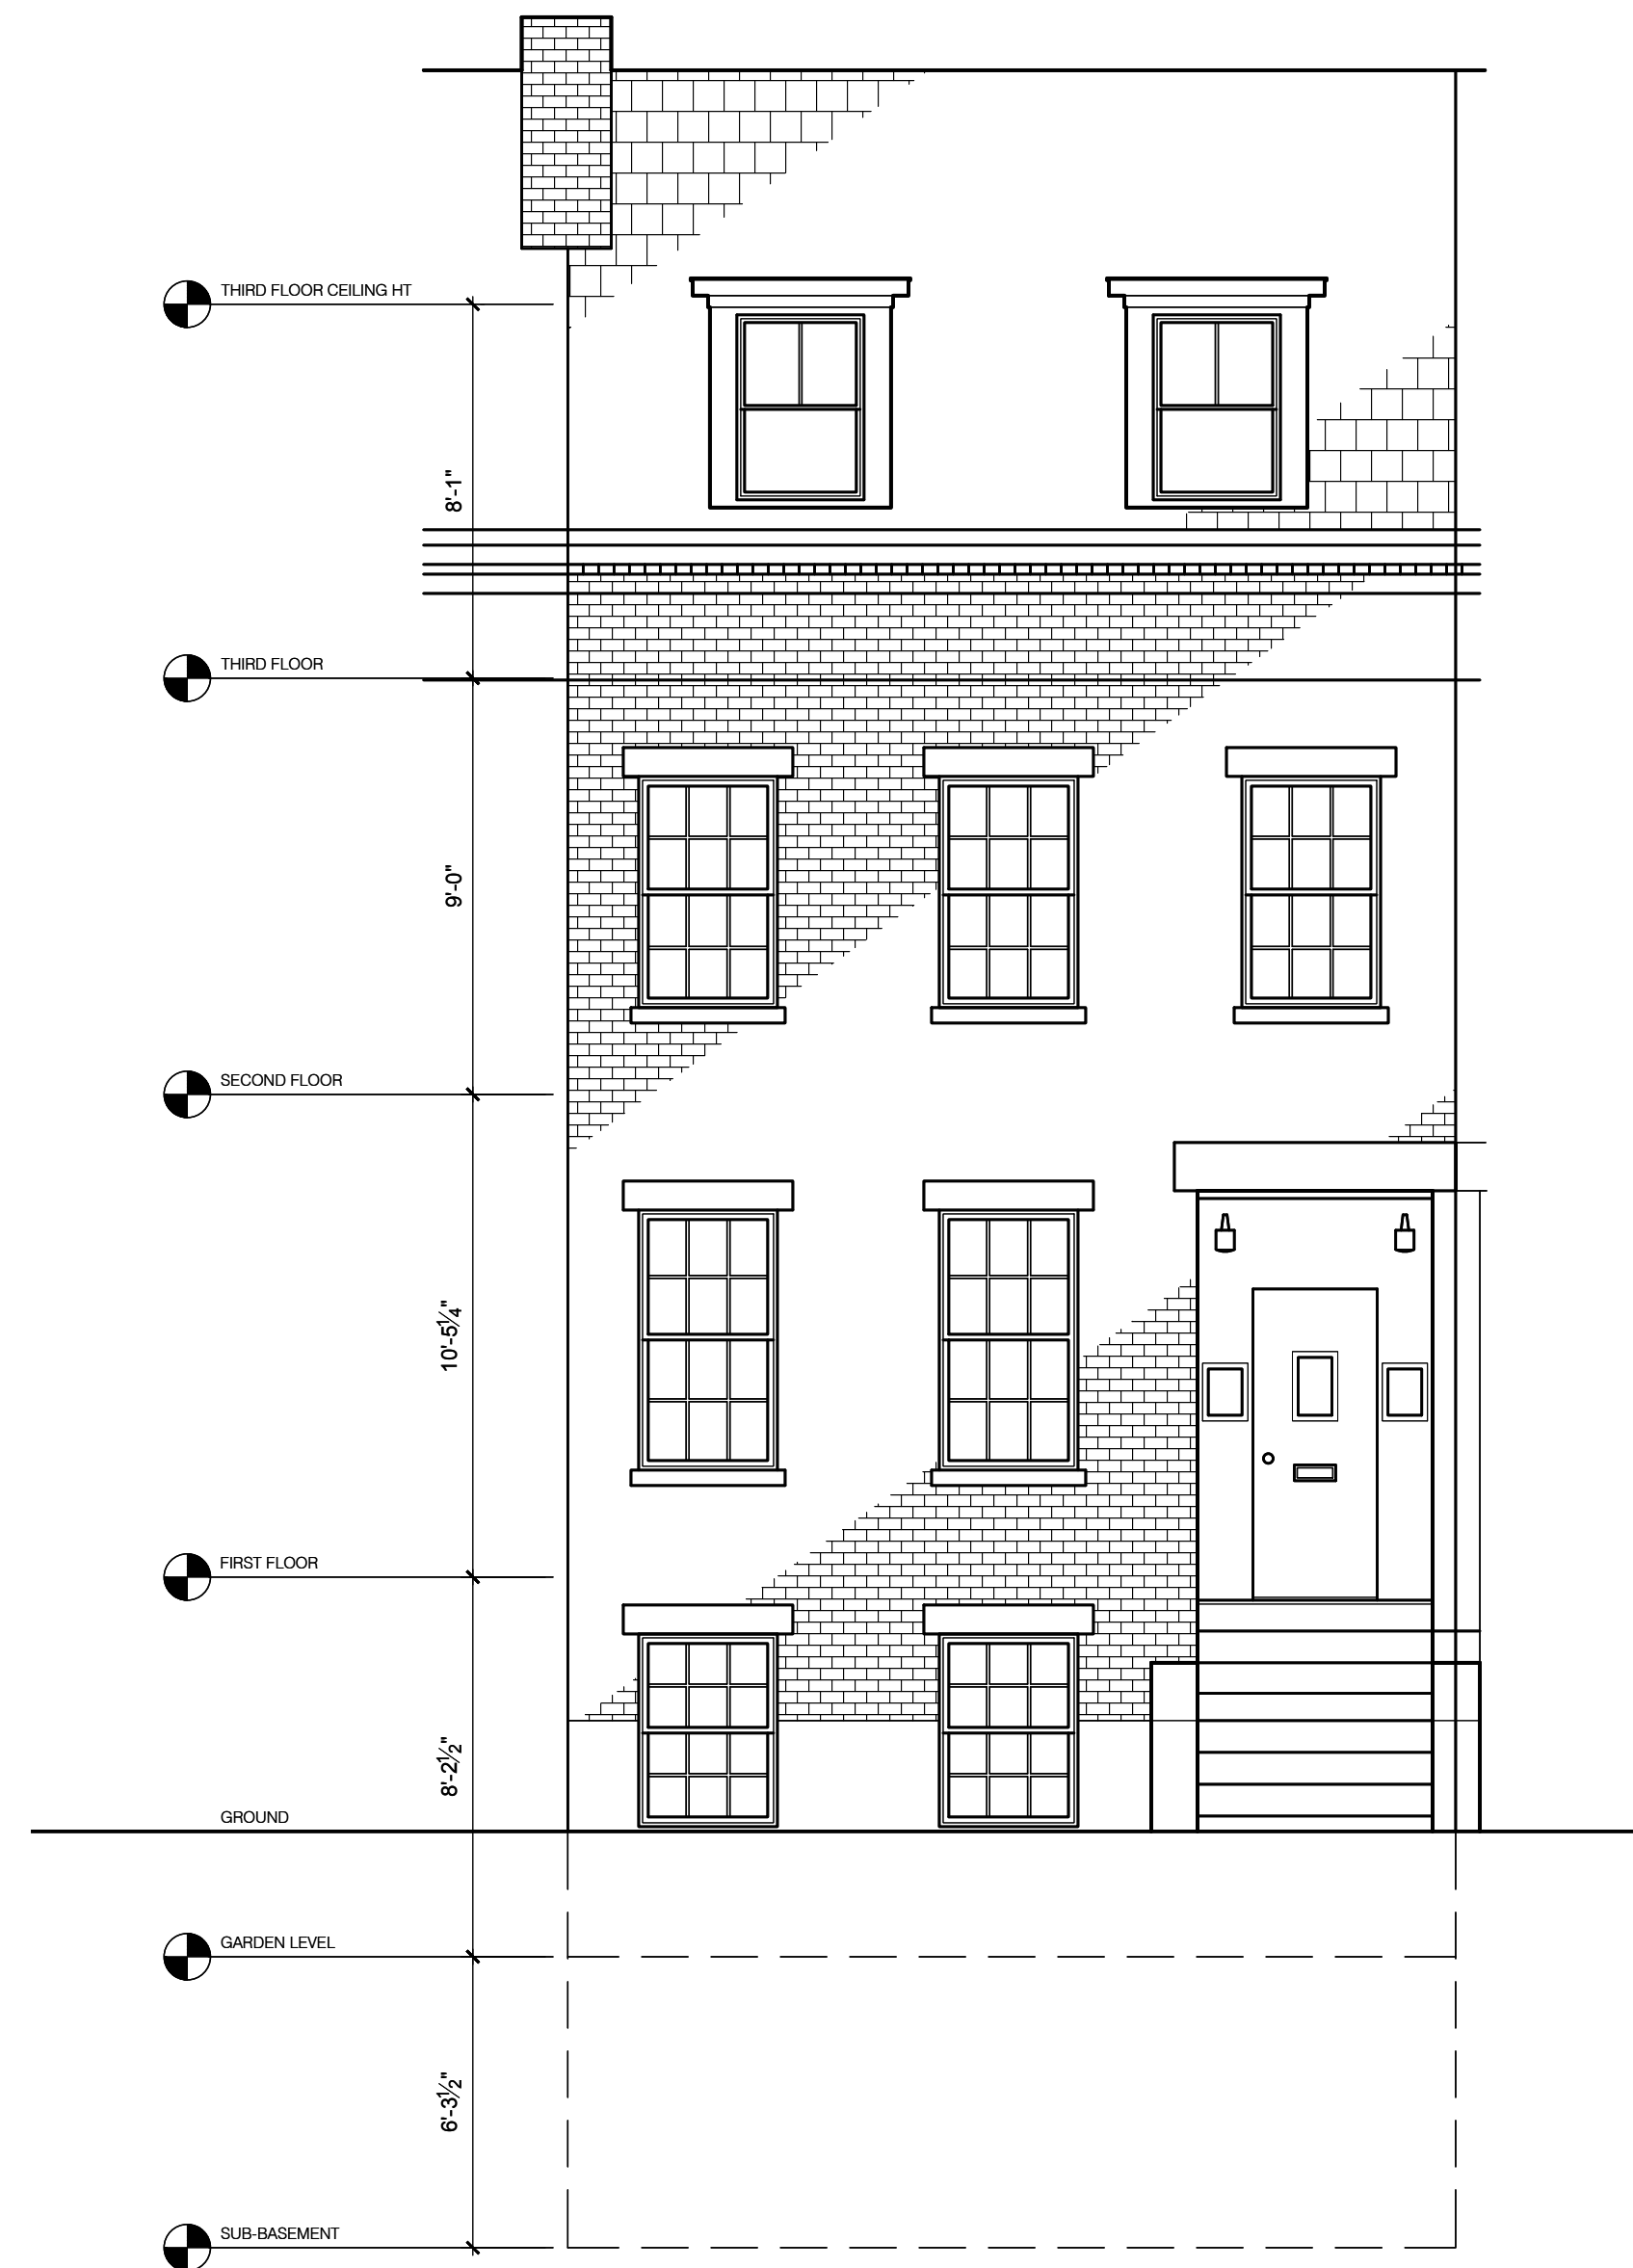 THIRD FLOOR CEILING HT
8'-1"
THIRD FLOOR
9'-0"
SECOND FLOOR
10'-5¼"
FIRST FLOOR
8'-2½"
GROUND
GARDEN LEVEL
6'-3½"
SUB-BASEMENT